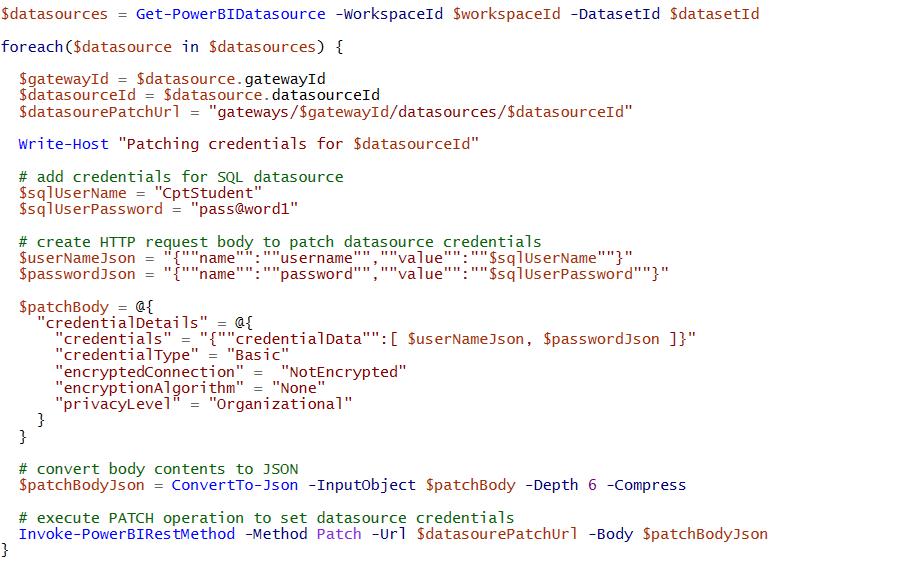 $datasources = Get-PowerBIDatasource -WorkspaceId $workspaceId -DatasetId $datasetId
foreach($datasource in $datasources) {
$gatewayId = $datasource.gatewayId
$datasourceId = $datasource.datasourceId
$datasourePatchUrl = "gateways/$gatewayId/datasources/$datasourceId"
Write-Host "Patching credentials for $datasourceId"
# add credentials for SQL datasource
$sqlUserName = "CptStudent"
$sqlUserPassword = "pass@word1"
# create HTTP request body to patch datasource credentials
$userNameJson = "{""name"":""username"",""value"":""$sqlUserName""}"
$passwordJson = "{""name"":""password"",""value"":""$sqlUserPassword""}"
$patchBody = @{
"credentialDetails" = @{
"credentials" = "{""credentialData"":[ $userNameJson, $passwordJson ]}"
"credentialType" = "Basic"
"encryptedConnection" =  "NotEncrypted"
"encryptionAlgorithm" = "None"
"privacyLevel" = "Organizational"
}
}
# convert body contents to JSON
$patchBodyJson = ConvertTo-Json -InputObject $patchBody -Depth 6 -Compress
# execute PATCH operation to set datasource credentials
Invoke-PowerBIRestMethod -Method Patch -Url $datasourePatchUrl -Body $patchBodyJson
}